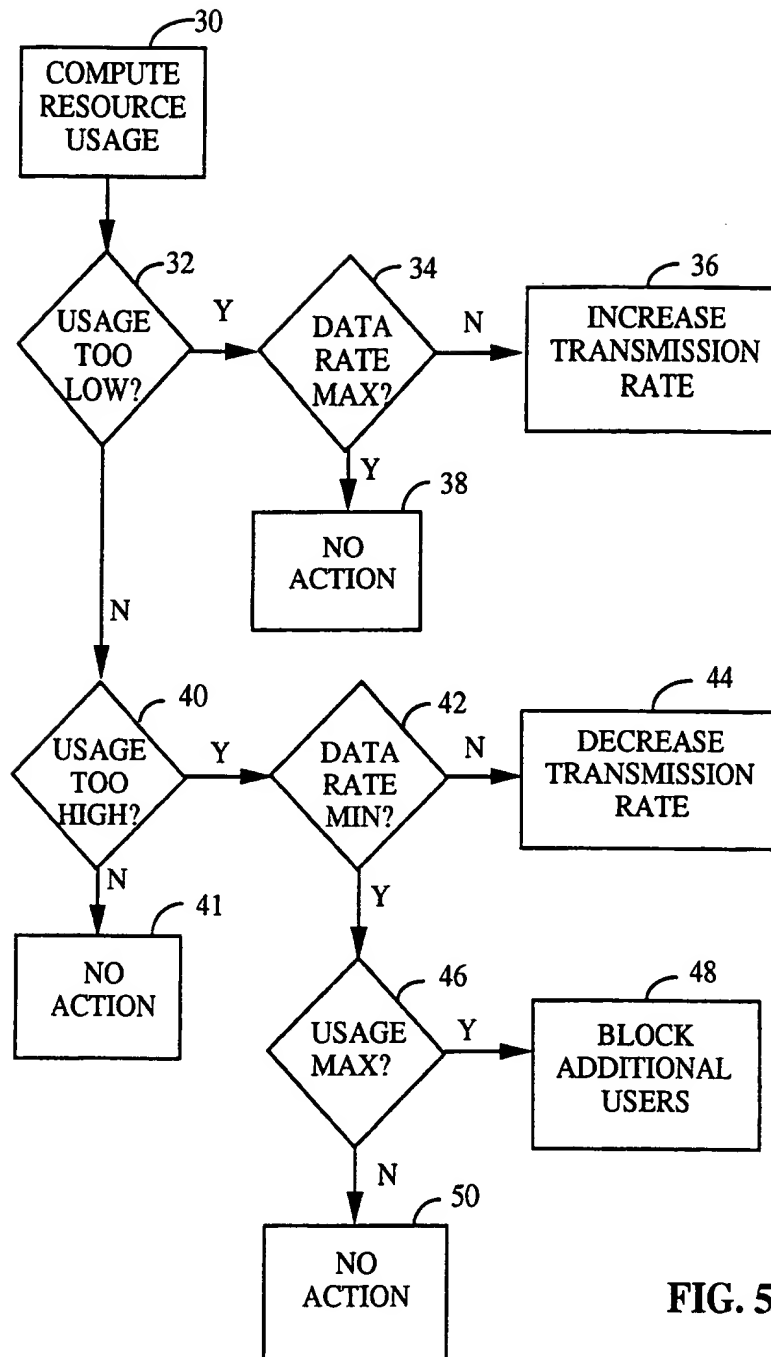 30
COMPUTE
RESOURCE
USAGE
32
USAGE
TOO
LOW?
Y
34
DATA
RATE
MAX?
N
36
INCREASE
TRANSMISSION
RATE
Y
38
NO
ACTION
N
40
USAGE
TOO
HIGH?
Y
42
DATA
RATE
MIN?
N
44
DECREASE
TRANSMISSION
RATE
N
41
NO
ACTION
Y
46
USAGE
MAX?
Y
48
BLOCK
ADDITIONAL
USERS
N
50
NO
ACTION
FIG. 5